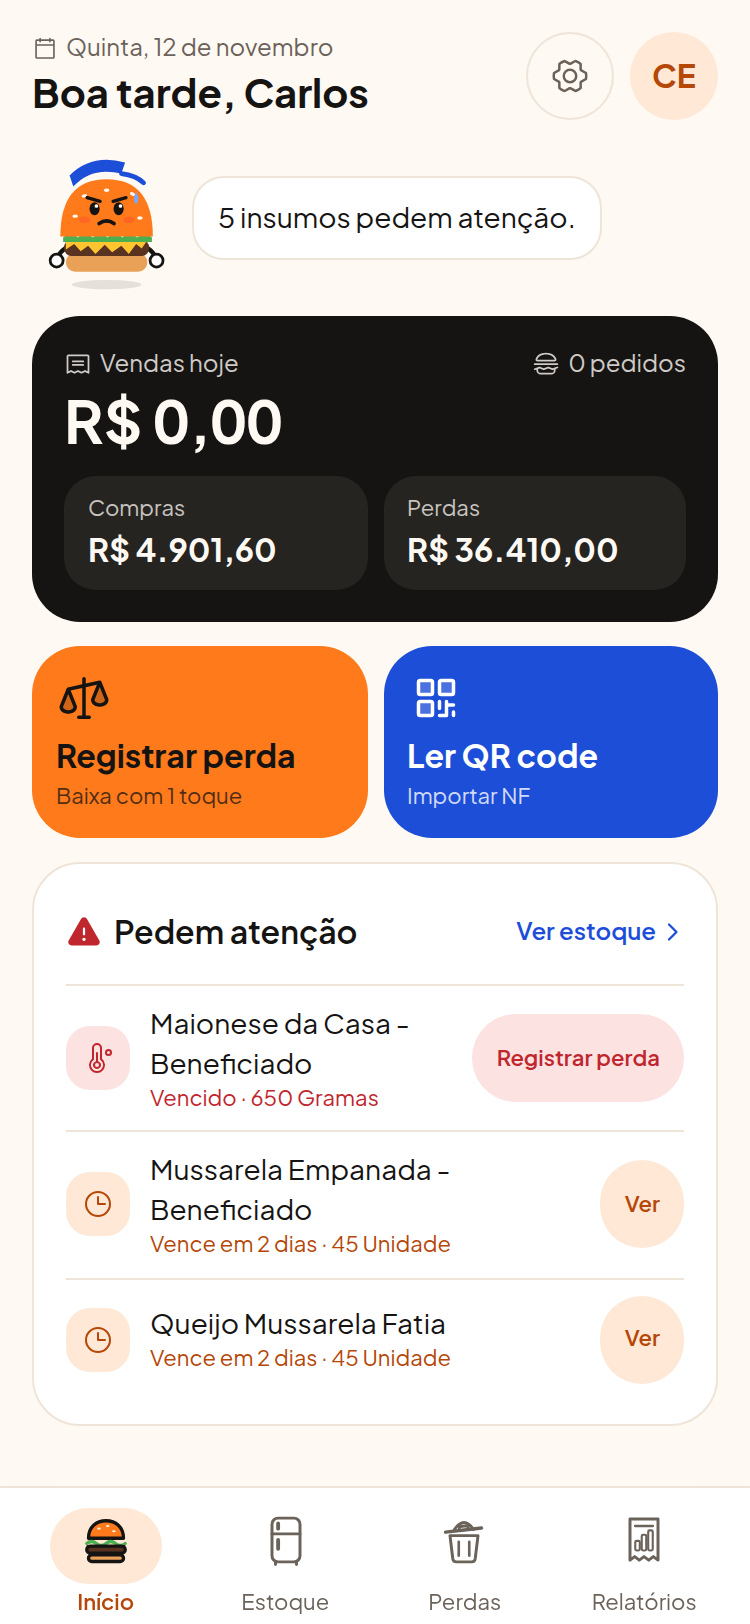 Quinta, 12 de novembro
Boa tarde, Carlos
CE
5 insumos pedem atenção.
Vendas hoje
0 pedidos
R$ 0,00
Compras
R$ 4.901,60
Perdas
R$ 36.410,00
Registrar perda
Baixa com 1 toque
Ler QR code
Importar NF
Pedem atenção
Ver estoque
Maionese da Casa -
Beneficiado
Vencido · 650 Gramas
Registrar perda
Mussarela Empanada -
Beneficiado
Vence em 2 dias · 45 Unidade
Ver
Queijo Mussarela Fatia
Vence em 2 dias · 45 Unidade
Ver
Início
Estoque
Perdas
Relatórios